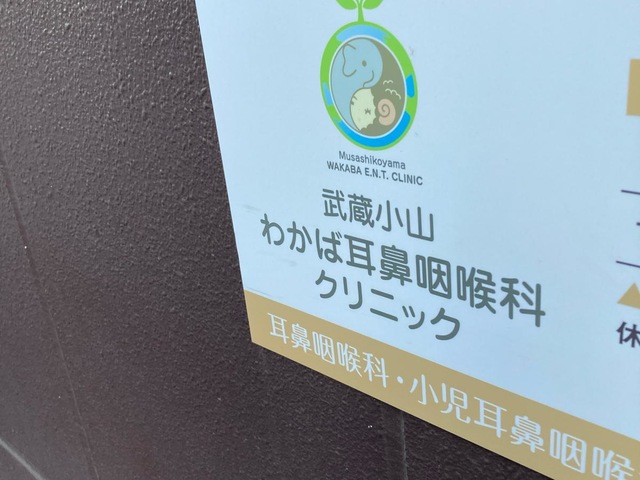 Musashikoyama
WAKABA E.N.T. CLINIC
武蔵小山
わかば耳鼻咽喉科
クリニック
耳鼻咽喉科・小児耳鼻咽喉
休